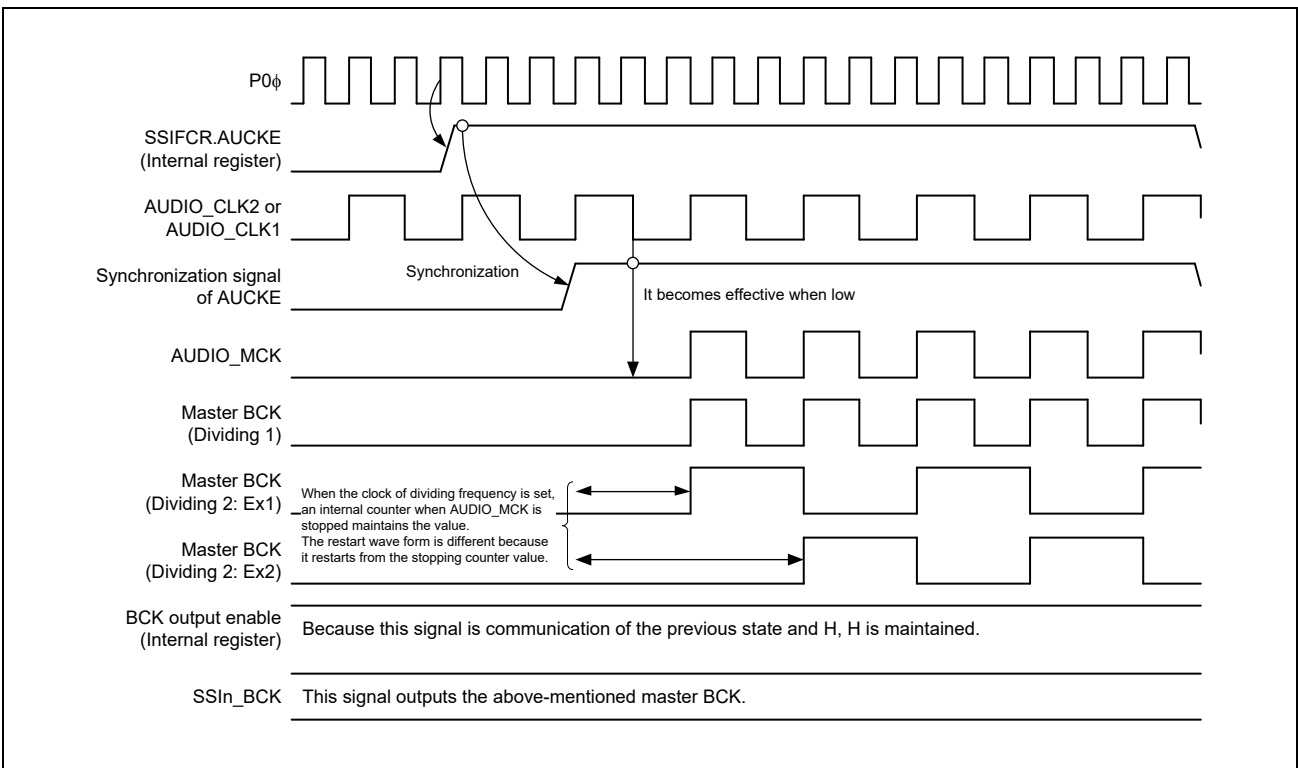 P0ϕ
SSIFCR.AUCKE
(Internal register)
AUDIO_CLK2 or
AUDIO_CLK1
Synchronization signal
of AUCKE
Synchronization
It becomes effective when low
AUDIO_MCK
Master BCK
(Dividing 1)
Master BCK
(Dividing 2: Ex1)
When the clock of dividing frequency is set,
an internal counter when AUDIO_MCK is
stopped maintains the value.
The restart wave form is different because
it restarts from the stopping counter value.
Master BCK
(Dividing 2: Ex2)
BCK output enable
(Internal register)
Because this signal is communication of the previous state and H, H is maintained.
SSIn_BCK
This signal outputs the above-mentioned master BCK.